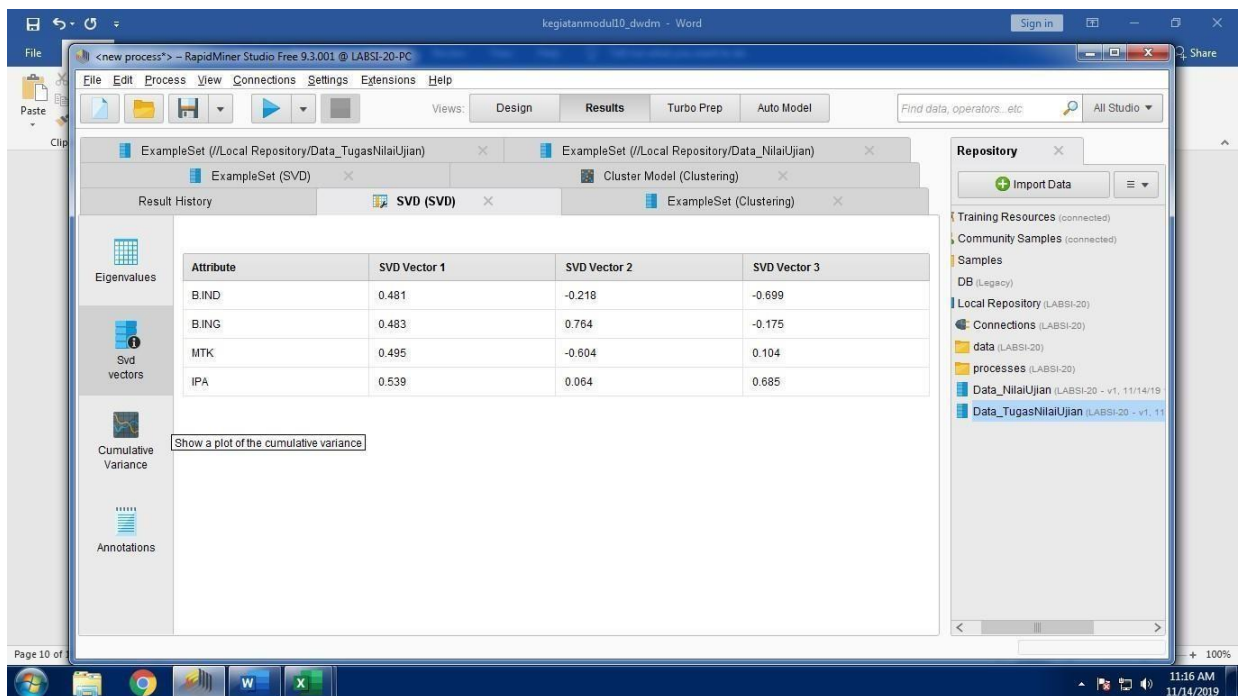 kegiatanmodul10_dwdm - Word
Sign in
File
<new process*> – RapidMiner Studio Free 9.3.001 @ LABSI-20-PC
Share
File Edit Process View Connections Settings Extensions Help
Paste
Clip
Views:
Design
Results
Turbo Prep
Auto Model
Find data, operators...etc
All Studio
ExampleSet (//Local Repository/Data_TugasNilaiUjian)
ExampleSet (//Local Repository/Data_NilaiUjian)
ExampleSet (SVD)
Cluster Model (Clustering)
Result History
SVD (SVD)
ExampleSet (Clustering)
Eigenvalues
Svd
vectors
Cumulative
Variance
Annotations
Attribute SVD Vector 1 SVD Vector 2 SVD Vector 3
B.IND 0.481 -0.218 -0.699
B.ING 0.483 0.764 -0.175
MTK 0.495 -0.604 0.104
IPA 0.539 0.064 0.685
Show a plot of the cumulative variance
Repository
Import Data
Training Resources (connected)
Community Samples (connected)
Samples
DB (Legacy)
Local Repository (LABSI-20)
Connections (LABSI-20)
data (LABSI-20)
processes (LABSI-20)
Data_NilaiUjian (LABSI-20 - v1, 11/14/19
Data_TugasNilaiUjian (LABSI-20 - v1, 11
Page 10 of
100%
11:16 AM
11/14/2019